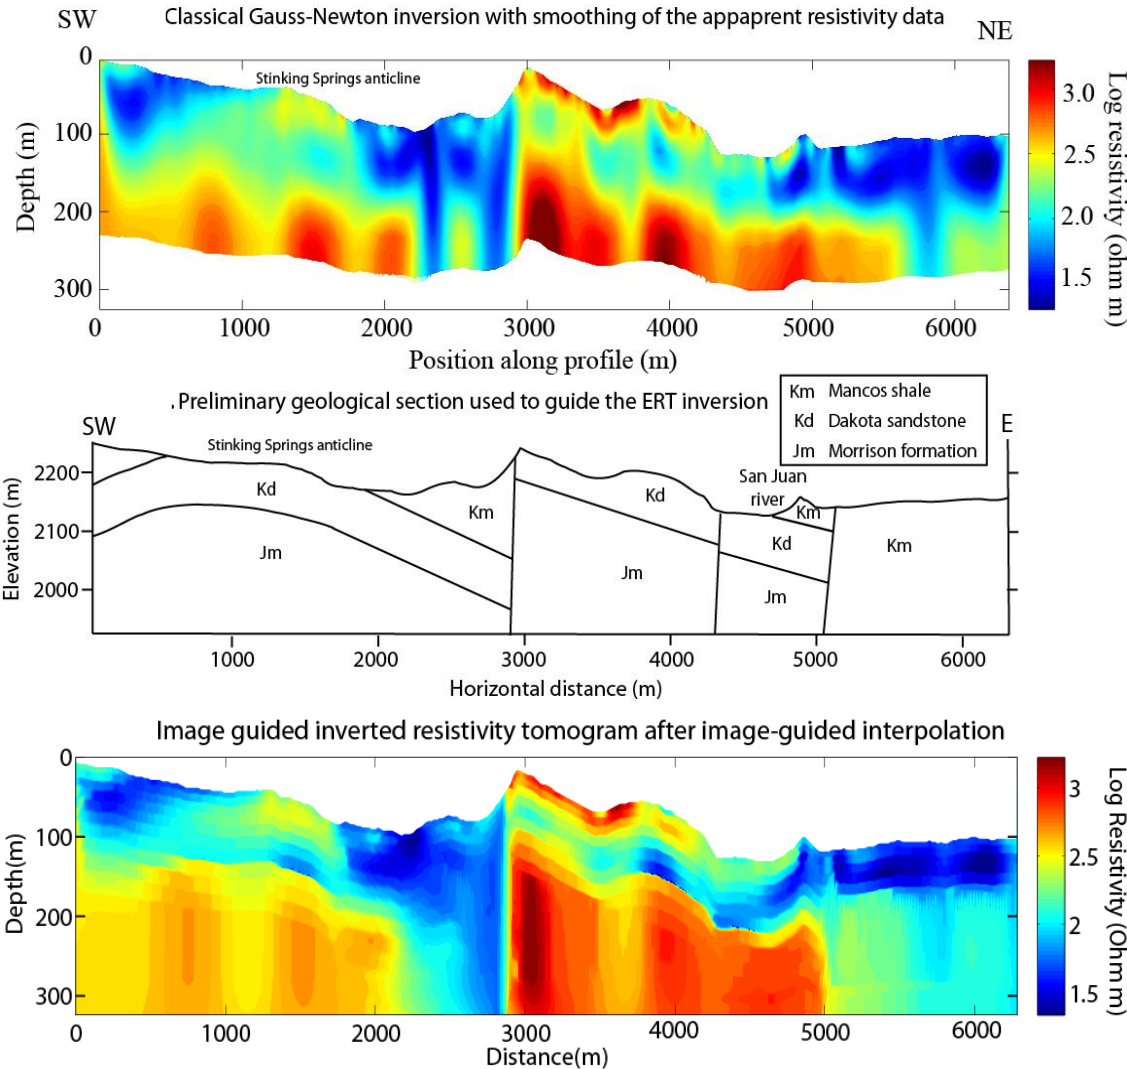 Classical Gauss-Newton inversion with smoothing of the appaprent resistivity data
SW
NE
Stinking Springs anticline
0
100
200
300
Depth (m)
0
1000
2000
3000
4000
5000
6000
Position along profile (m)
3.0
2.5
2.0
1.5
Log resistivity (ohm m)
Km Mancos shale
Kd Dakota sandstone
Jm Morrison formation
.Preliminary geological section used to guide the ERT inversion
SW
E
Stinking Springs anticline
San Juan
river
2200
2100
2000
Elevation (m)
Kd
Km
Jm
Kd
Jm
Km
Kd
Jm
Km
1000
2000
3000
4000
5000
6000
Horizontal distance (m)
Image guided inverted resistivity tomogram after image-guided interpolation
0
100
200
300
Depth(m)
0
1000
2000
3000
4000
5000
6000
Distance(m)
3
2.5
2
1.5
Log Resistivity (Ohm m)